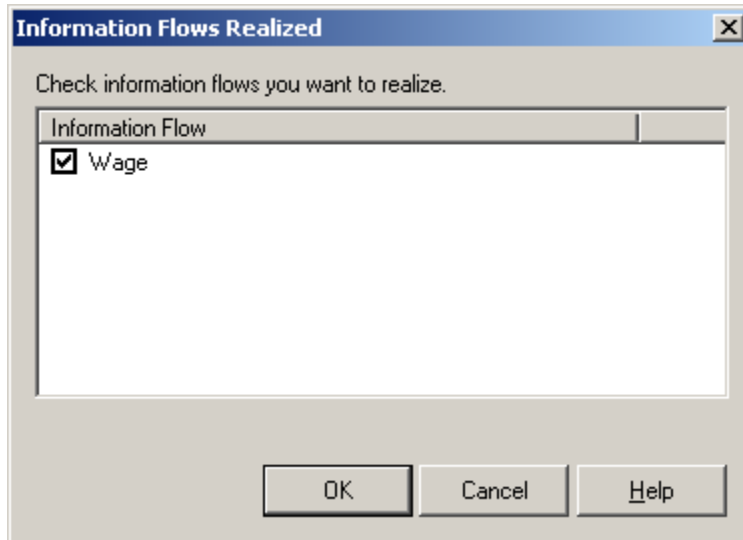 Information Flows Realized
Check information flows you want to realize.
Information Flow
Wage
OK Cancel Help